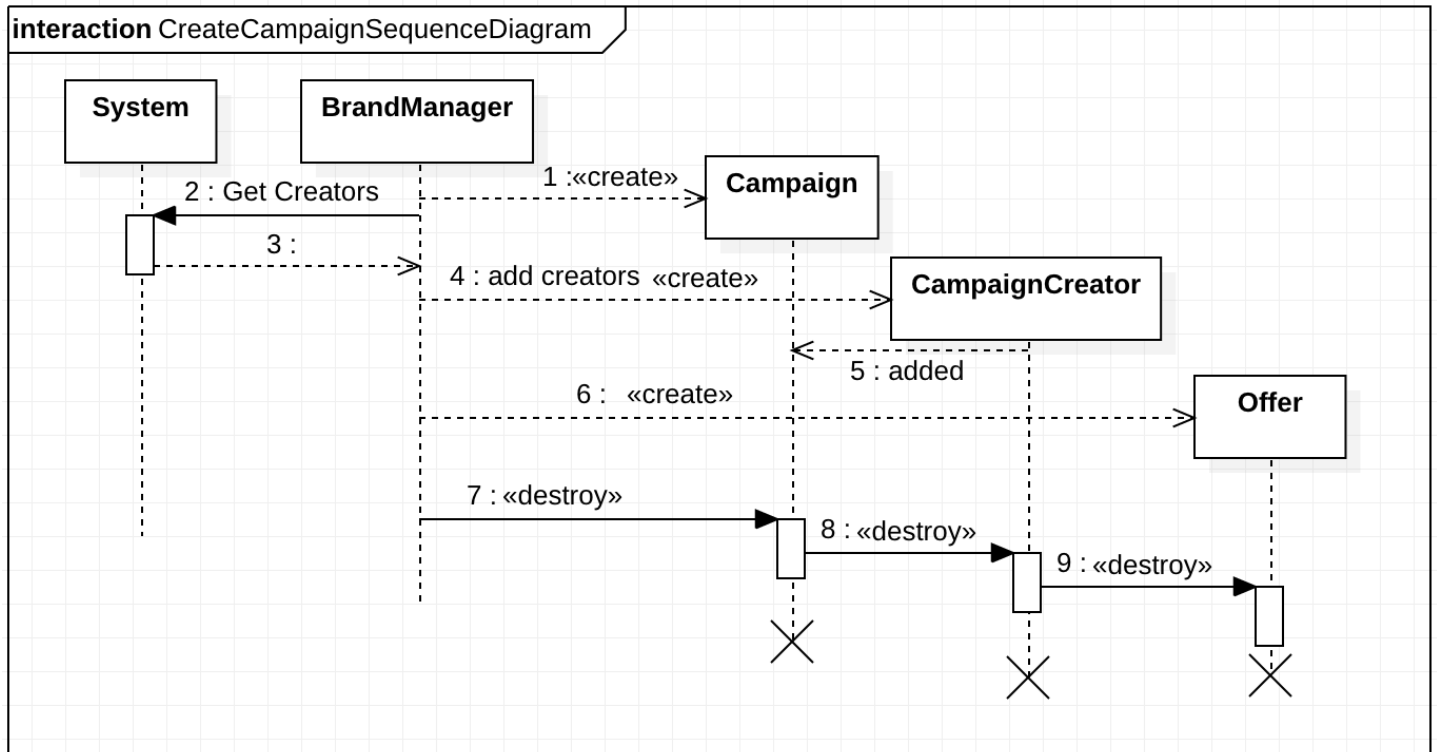 interaction CreateCampaignSequenceDiagram
System
BrandManager
1 :«create»
Campaign
2 : Get Creators
3 :
4 : add creators «create»
CampaignCreator
5 : added
6 : «create»
Offer
7 : «destroy»
8 : «destroy»
9 : «destroy»